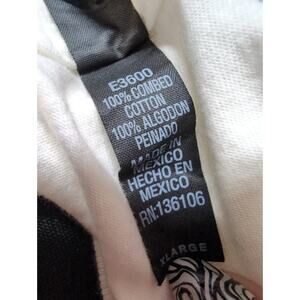 E3600
100% COMBED
COTTON
100% ALGODON
PEINADO
MADE IN
MEXICO
HECHO EN
MEXICO
RN:136106
XLARGE